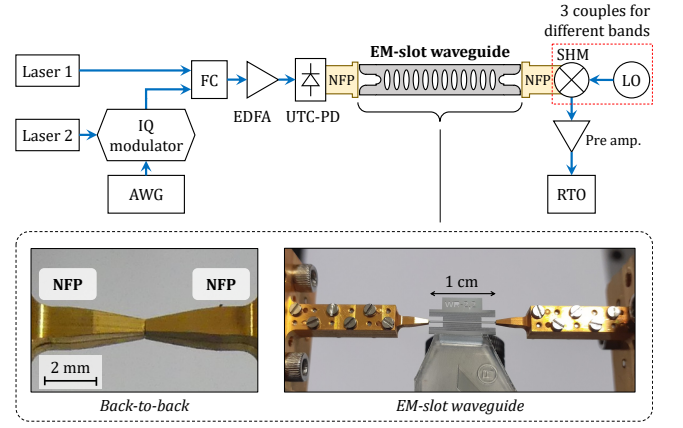 3 couples for
different bands
EM-slot waveguide
SHM
Laser 1
FC
NFP
NFP
LO
EDFA
UTC-PD
Laser 2
IQ
modulator
Pre amp.
AWG
RTO
NFP
NFP
1 cm
2 mm
Back-to-back
EM-slot waveguide